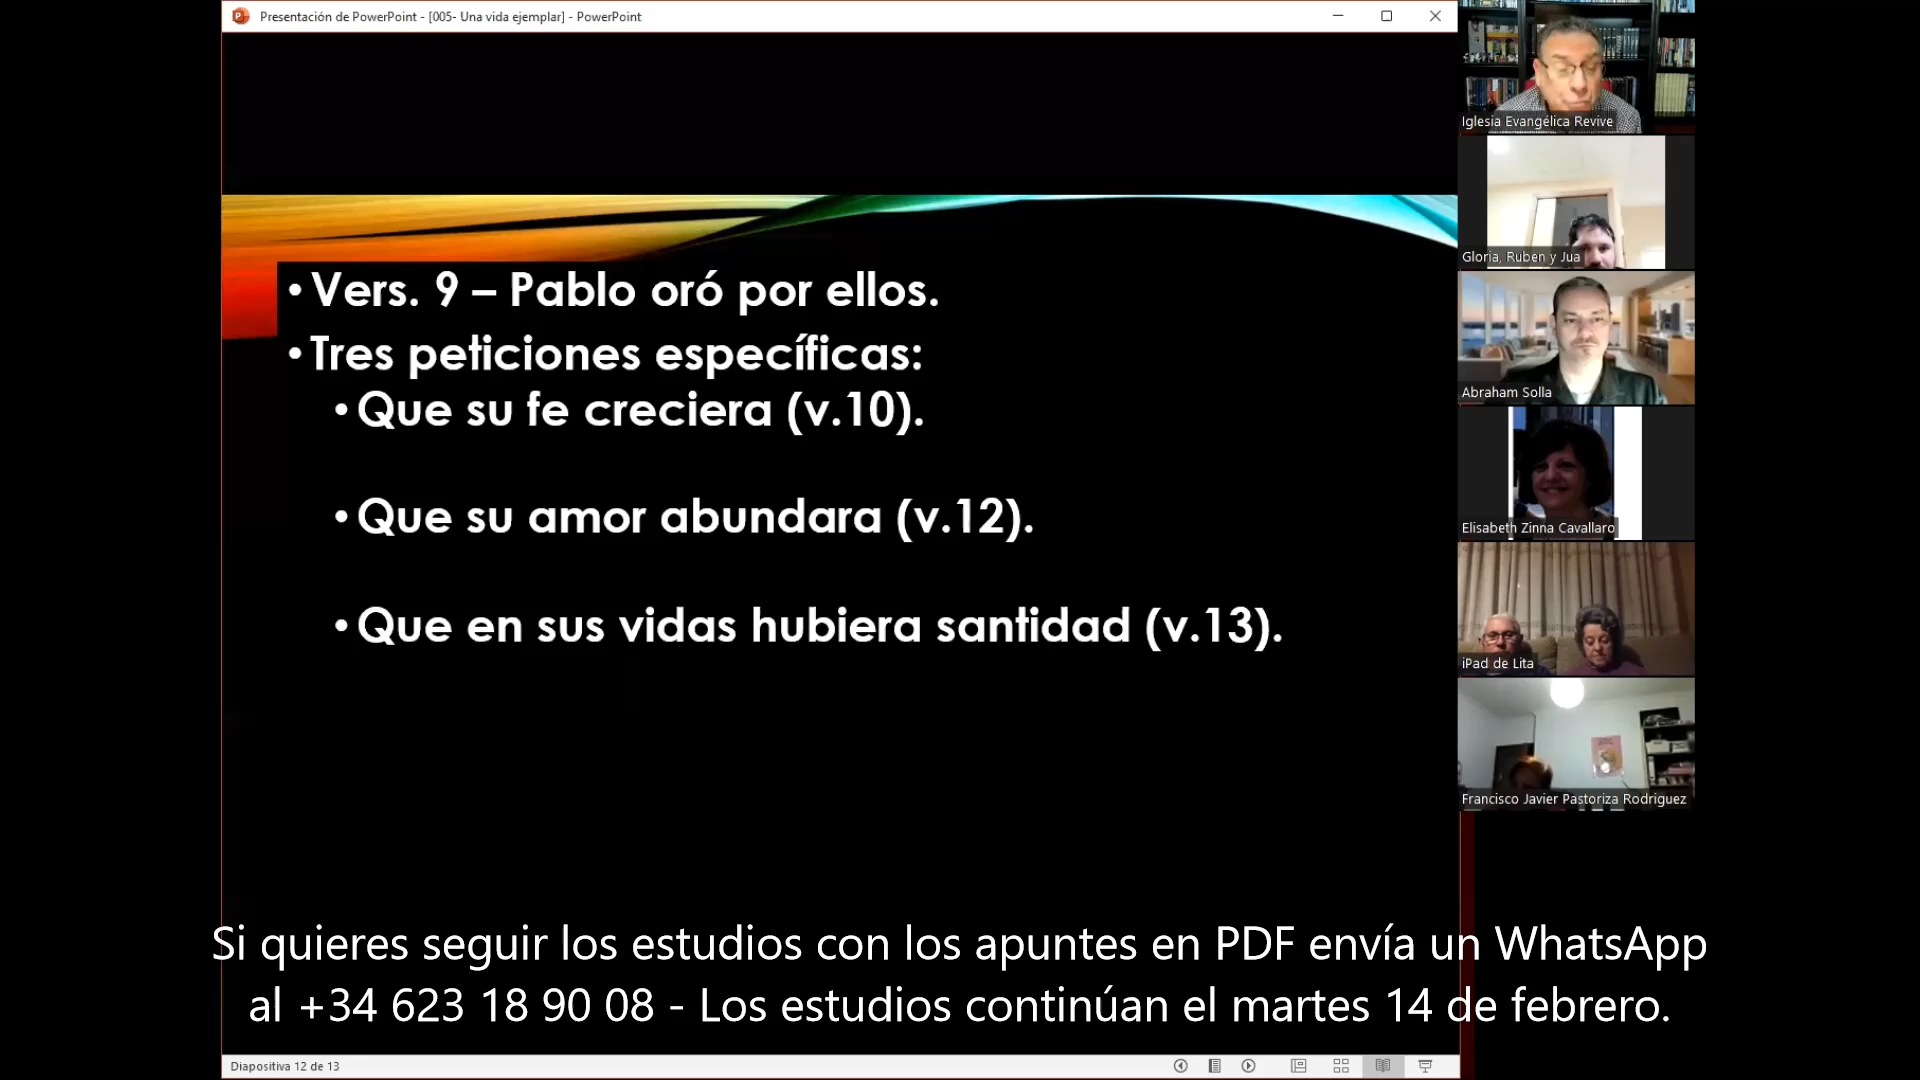 Presentación de PowerPoint - [005- Una vida ejemplar] - PowerPoint
• Vers. 9 – Pablo oró por ellos.
• Tres peticiones específicas:
• Que su fe creciera (v.10).
• Que su amor abundara (v.12).
• Que en sus vidas hubiera santidad (v.13).
Iglesia Evangélica Revive
Gloria, Ruben y Jua
Abraham Solla
Elisabeth Zinna Cavallaro
iPad de Lita
Francisco Javier Pastoriza Rodriguez
Si quieres seguir los estudios con los apuntes en PDF envía un WhatsApp
al +34 623 18 90 08 - Los estudios continúan el martes 14 de febrero.
Diapositiva 12 de 13